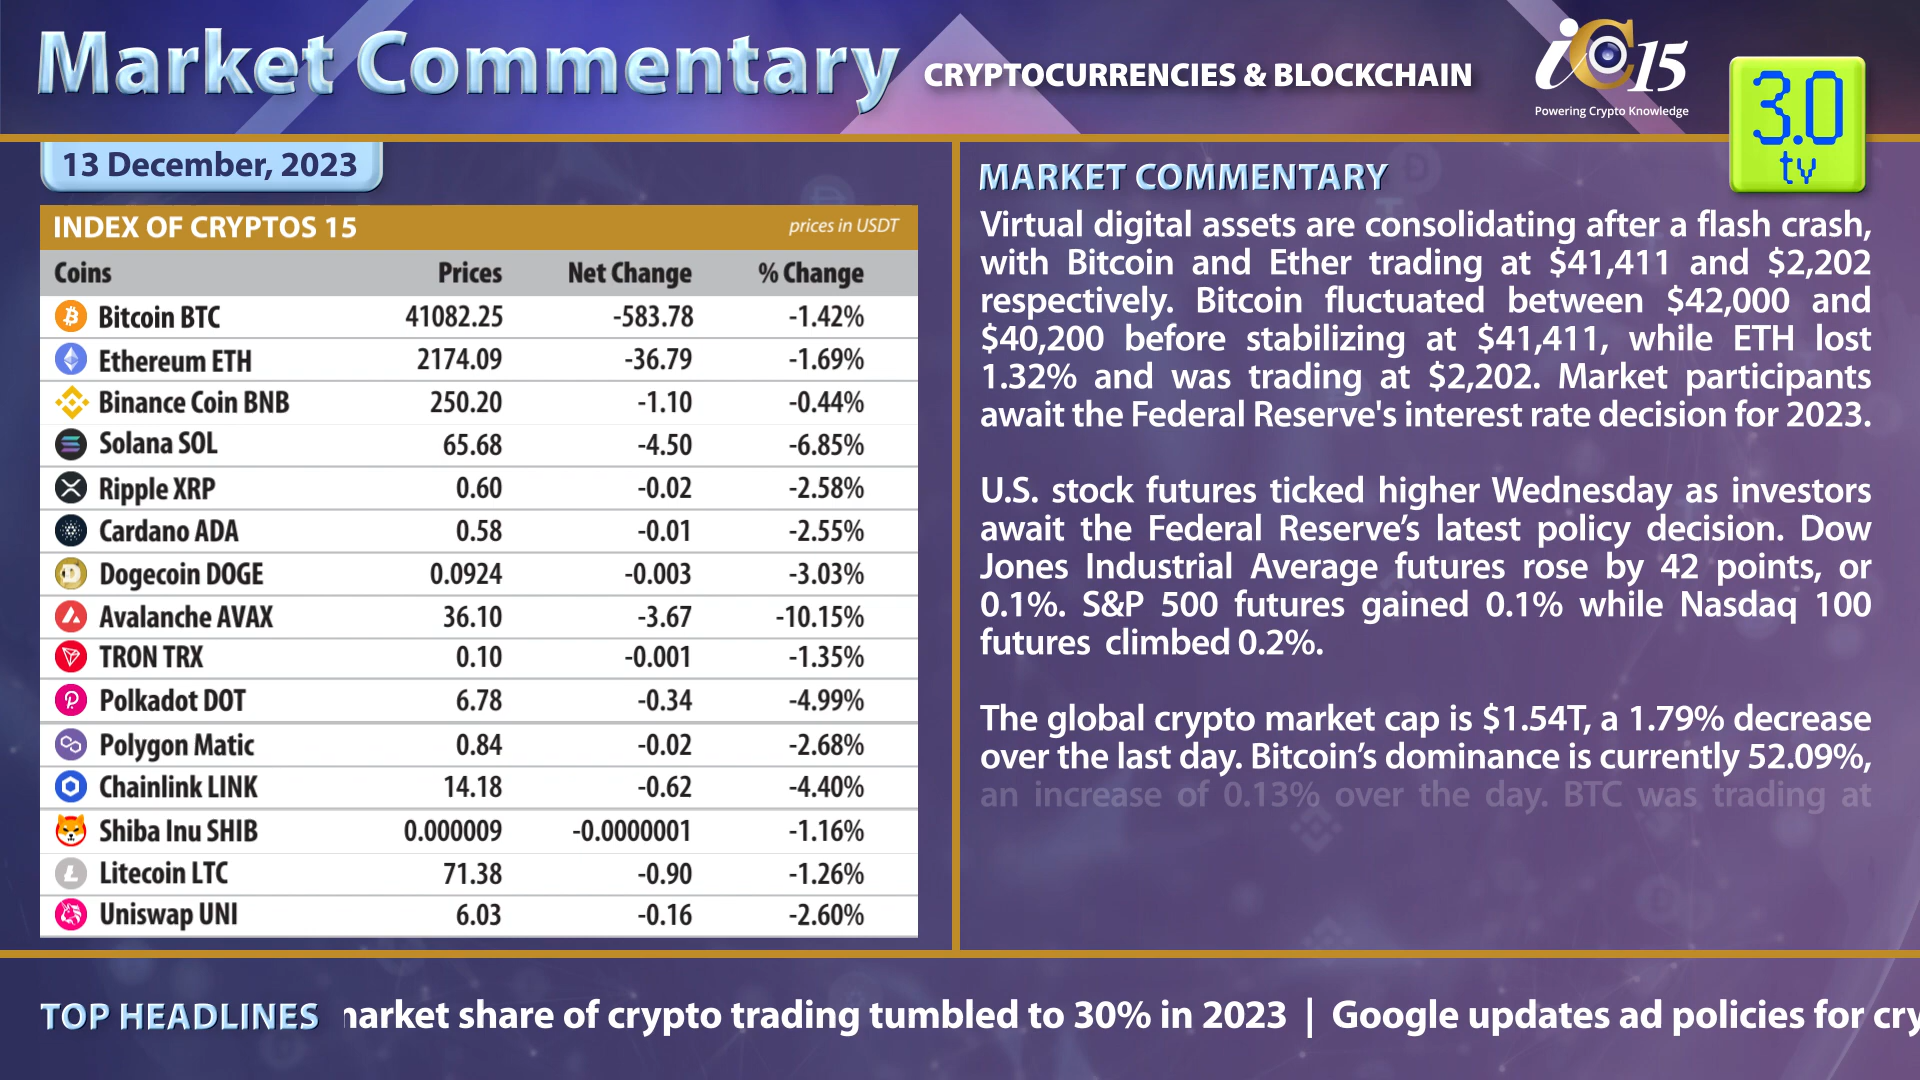 Market Commentary CRYPTOCURRENCIES & BLOCKCHAIN
iC15
Powering Crypto Knowledge
3.0
tv
13 December, 2023
INDEX OF CRYPTOS 15 prices in USDT
Coins Prices Net Change % Change
Bitcoin BTC 41082.25 -583.78 -1.42%
Ethereum ETH 2174.09 -36.79 -1.69%
Binance Coin BNB 250.20 -1.10 -0.44%
Solana SOL 65.68 -4.50 -6.85%
Ripple XRP 0.60 -0.02 -2.58%
Cardano ADA 0.58 -0.01 -2.55%
Dogecoin DOGE 0.0924 -0.003 -3.03%
Avalanche AVAX 36.10 -3.67 -10.15%
TRON TRX 0.10 -0.001 -1.35%
Polkadot DOT 6.78 -0.34 -4.99%
Polygon Matic 0.84 -0.02 -2.68%
Chainlink LINK 14.18 -0.62 -4.40%
Shiba Inu SHIB 0.000009 -0.0000001 -1.16%
Litecoin LTC 71.38 -0.90 -1.26%
Uniswap UNI 6.03 -0.16 -2.60%
MARKET COMMENTARY
Virtual digital assets are consolidating after a flash crash,
with Bitcoin and Ether trading at $41,411 and $2,202
respectively. Bitcoin fluctuated between $42,000 and
$40,200 before stabilizing at $41,411, while ETH lost
1.32% and was trading at $2,202. Market participants
await the Federal Reserve's interest rate decision for 2023.
U.S. stock futures ticked higher Wednesday as investors
await the Federal Reserve’s latest policy decision. Dow
Jones Industrial Average futures rose by 42 points, or
0.1%. S&P 500 futures gained 0.1% while Nasdaq 100
futures climbed 0.2%.
The global crypto market cap is $1.54T, a 1.79% decrease
over the last day. Bitcoin’s dominance is currently 52.09%,
an increase of 0.13% over the day. BTC was trading at
TOP HEADLINES market share of crypto trading tumbled to 30% in 2023 | Google updates ad policies for cry